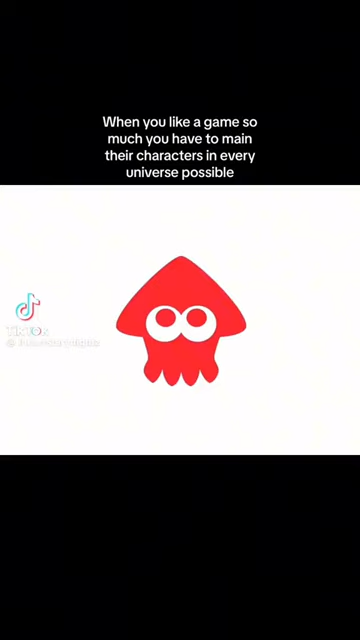 When you like a game so
much you have to main
their characters in every
universe possible
TikTok